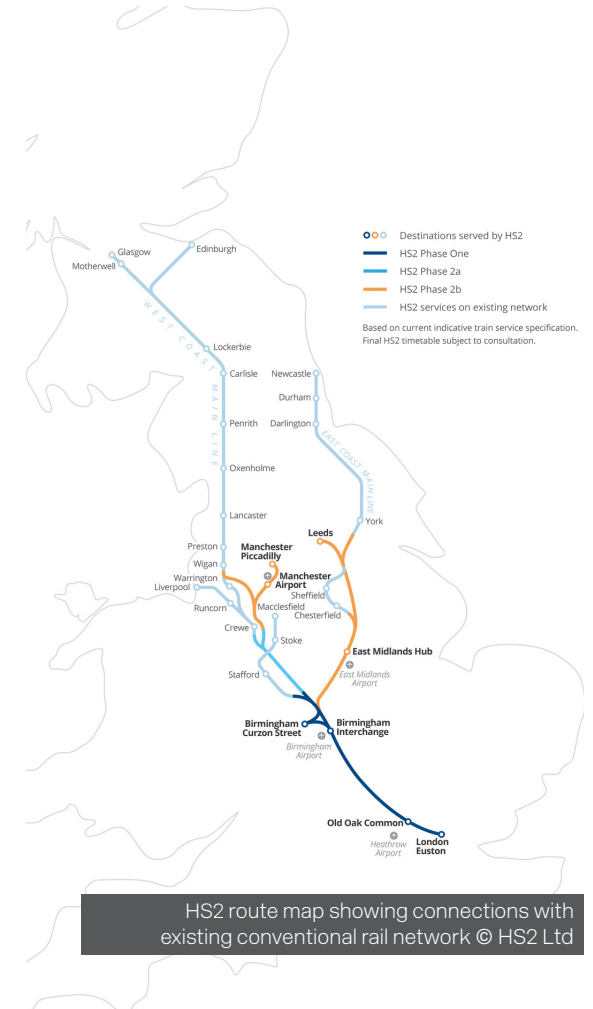 Destinations served by HS2
HS2 Phase One
HS2 Phase 2a
HS2 Phase 2b
HS2 services on existing network
Based on current indicative train service specification.
Final HS2 timetable subject to consultation.
Glasgow
Motherwell
Edinburgh
WEST COAST MAIN LINE
Lockerbie
Carlisle
Newcastle
Durham
Penrith
Darlington
EAST COAST MAIN LINE
Oxenholme
Lancaster
York
Leeds
Preston
Manchester
Piccadilly
Wigan
Manchester
Airport
Warrington
Liverpool
Sheffield
Runcorn
Macclesfield
Chesterfield
Crewe
Stoke
East Midlands Hub
Stafford
East Midlands
Airport
Birmingham
Curzon Street
Birmingham
Interchange
Birmingham
Airport
Old Oak Common
London
Euston
Heathrow
Airport
HS2 route map showing connections with
existing conventional rail network © HS2 Ltd